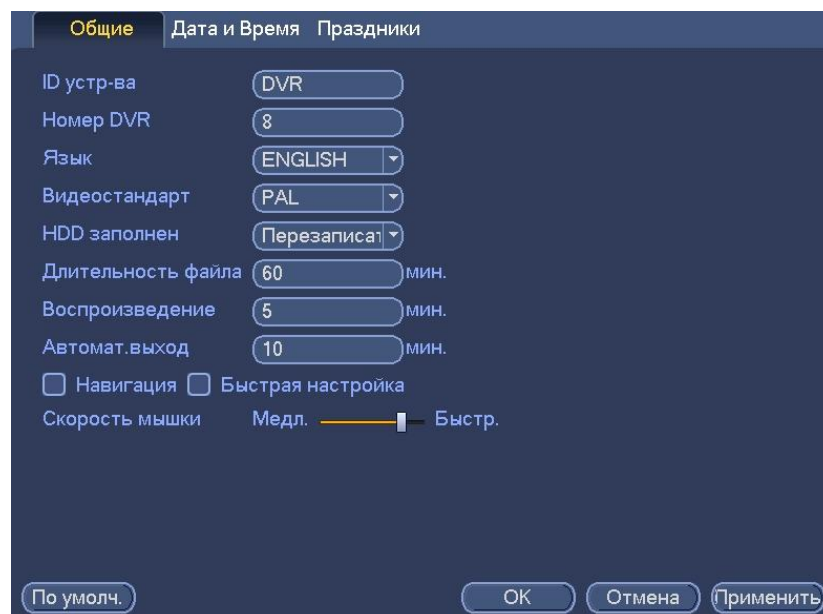 Общие Дата и Время Праздники
ID устр-ва DVR
Номер DVR 8
Язык ENGLISH
Видеостандарт PAL
HDD заполнен Перезаписат
Длительность файла 60 мин.
Воспроизведение 5 мин.
Автомат.выход 10 мин.
Навигация Быстрая настройка
Скорость мышки Медл. Быстр.
По умолч. OK Отмена Применить